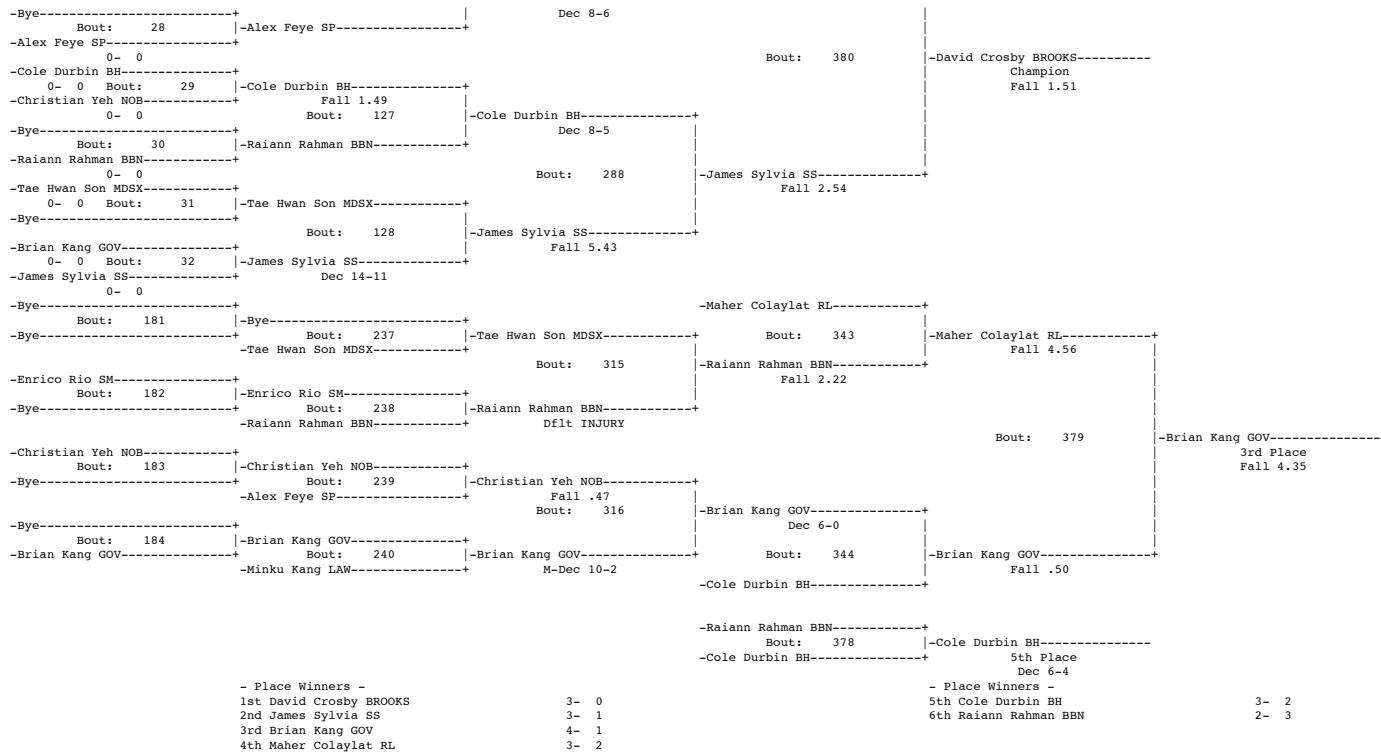 -Bye------------------------+ | Dec 8-6 |
Bout: 28 |-Alex Feye SP---------------+ |
-Alex Feye SP-----------------+ |
0- 0 Bout: 380 |-David Crosby BROOKS----------
-Cole Durbin BH---------------+ | Champion
0- 0 Bout: 29 |-Cole Durbin BH-------------+ | Fall 1.51
-Christian Yeh NOB------------+ Fall 1.49 | |
0- 0 Bout: 127 |-Cole Durbin BH---------------+ |
-Bye------------------------+ | Dec 8-5 | |
Bout: 30 |-Raiann Rahman BBN-----------+ | |
-Raiann Rahman BBN------------+ | |
0- 0 Bout: 288 |-James Sylvia SS--------------+
-Tae Hwan Son MDSX------------+ | Fall 2.54
0- 0 Bout: 31 |-Tae Hwan Son MDSX-----------+ |
-Bye------------------------+ | |
Bout: 128 |-James Sylvia SS--------------+
-Brian Kang GOV---------------+ | Fall 5.43
0- 0 Bout: 32 |-James Sylvia SS-------------+
-James Sylvia SS--------------+ Dec 14-11
0- 0
-Bye------------------------+ -Maher Colaylat RL------------+
Bout: 181 |-Bye------------------------+ |
-Bye------------------------+ Bout: 237 |-Tae Hwan Son MDSX------------+ Bout: 343 |-Maher Colaylat RL------------+
-Tae Hwan Son MDSX-----------+ | | Fall 4.56 |
Bout: 315 |-Raiann Rahman BBN------------+ |
-Enrico Rio SM----------------+ | Fall 2.22 |
Bout: 182 |-Enrico Rio SM---------------+ | |
-Bye------------------------+ Bout: 238 |-Raiann Rahman BBN------------+ |
-Raiann Rahman BBN-----------+ Dflt INJURY |
Bout: 379 |-Brian Kang GOV---------------
-Christian Yeh NOB------------+ | 3rd Place
Bout: 183 |-Christian Yeh NOB-----------+ | Fall 4.35
-Bye------------------------+ Bout: 239 |-Christian Yeh NOB------------+ |
-Alex Feye SP---------------+ Fall .47 | |
Bout: 316 |-Brian Kang GOV---------------+ |
-Bye------------------------+ | Dec 6-0 | |
Bout: 184 |-Brian Kang GOV--------------+ | | |
-Brian Kang GOV---------------+ Bout: 240 |-Brian Kang GOV---------------+ Bout: 344 |-Brian Kang GOV---------------+
-Minku Kang LAW--------------+ M-Dec 10-2 | Fall .50
-Cole Durbin BH---------------+
-Raiann Rahman BBN------------+
Bout: 378 |-Cole Durbin BH---------------
-Cole Durbin BH---------------+ 5th Place
Dec 6-4
- Place Winners - - Place Winners -
1st David Crosby BROOKS 3- 0 5th Cole Durbin BH 3- 2
2nd James Sylvia SS 3- 1 6th Raiann Rahman BBN 2- 3
3rd Brian Kang GOV 4- 1
4th Maher Colaylat RL 3- 2